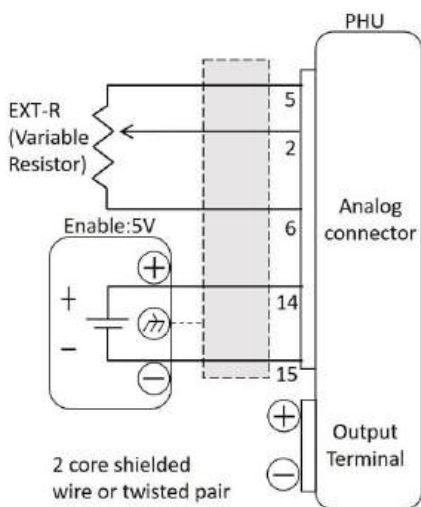 PHU
5
EXT-R
(Variable
Resistor)
2
6
Analog
connector
Enable:5V
+
+
14
−
−
15
+
Output
Terminal
−
2 core shielded
wire or twisted pair